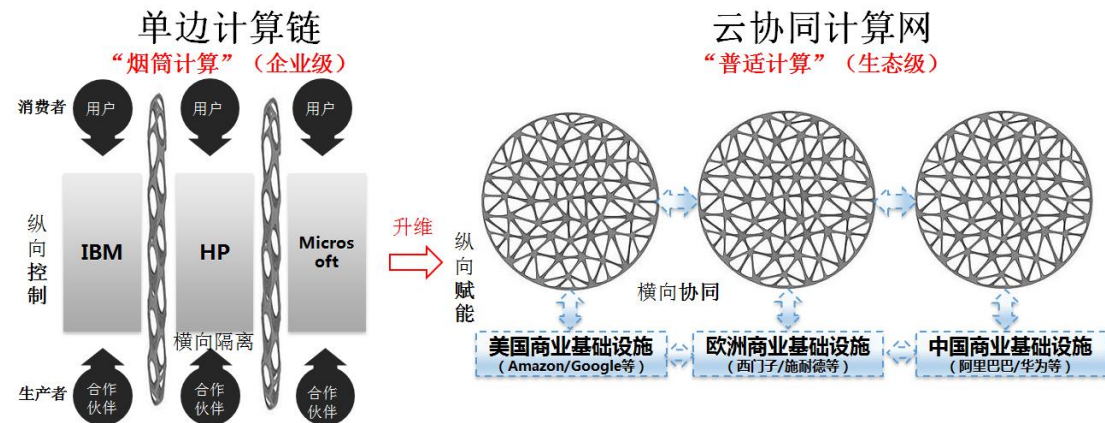 单边计算链
“烟筒计算”（企业级）
消费者
用户
用户
用户
纵向控制
IBM
HP
Micros
oft
横向隔离
生产者
合作
伙伴
合作
伙伴
合作
伙伴
升维
云协同计算网
“普适计算”（生态级）
纵向赋能
横向协同
美国商业基础设施
（Amazon/Google等）
欧洲商业基础设施
（西门子/施耐德等）
中国商业基础设施
（阿里巴巴/华为等）